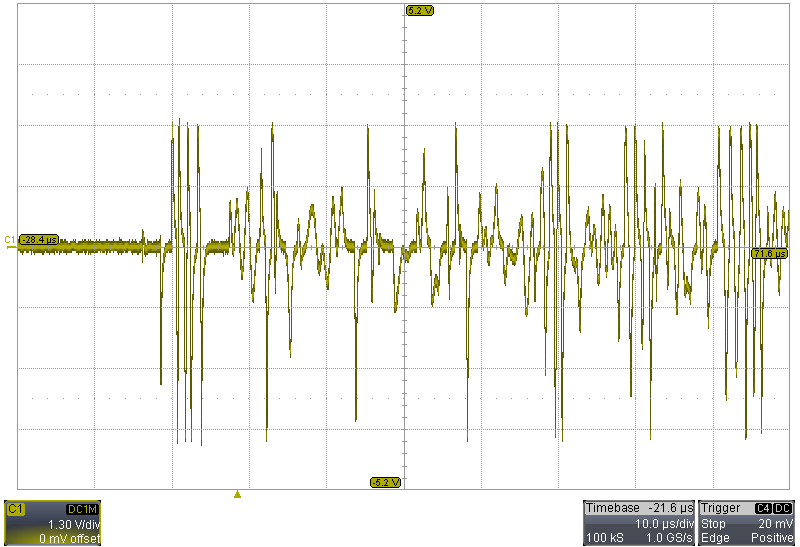 5.2 V
C1
-28.4 µs
71.6 µs
-5.2 V
C1 DC1M
1.30 V/div
0 mV offset
Timebase -21.6 µs
10.0 µs/div
100 kS 1.0 GS/s
Trigger C4 DC
Stop 20 mV
Edge Positive